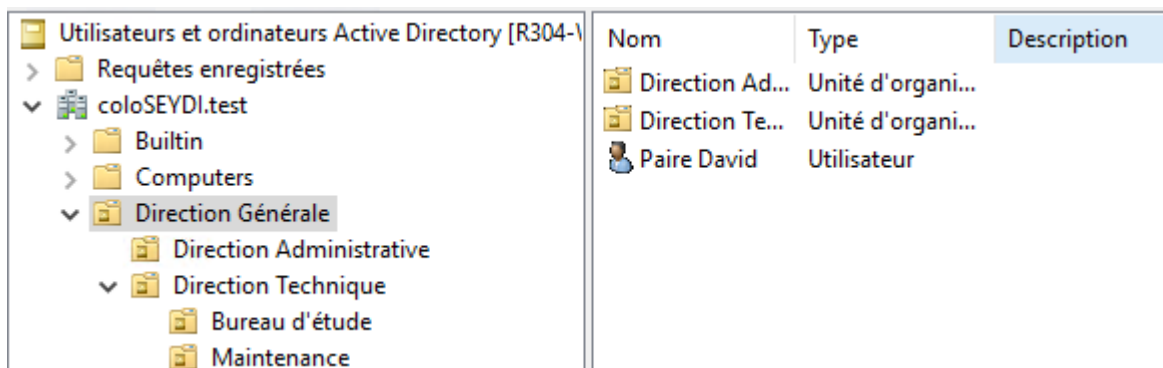 Utilisateurs et ordinateurs Active Directory [R304-
Requêtes enregistrées
coloSEYDI.test
Builtin
Computers
Direction Générale
Direction Administrative
Direction Technique
Bureau d'étude
Maintenance
Nom Type Description
Direction Ad... Unité d'organi...
Direction Te... Unité d'organi...
Paire David Utilisateur